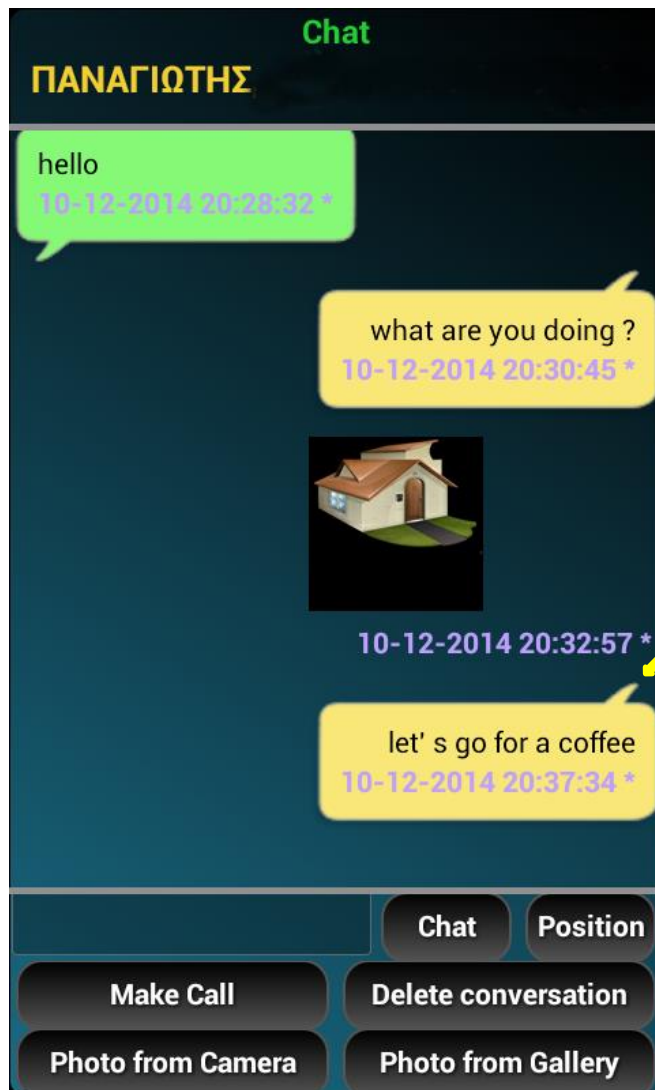 Chat
ΠΑΝΑΓΙΩΤΗΣ
hello
10-12-2014 20:28:32 *
what are you doing ?
10-12-2014 20:30:45 *
10-12-2014 20:32:57 *
let' s go for a coffee
10-12-2014 20:37:34 *
Chat Position
Make Call Delete conversation
Photo from Camera Photo from Gallery